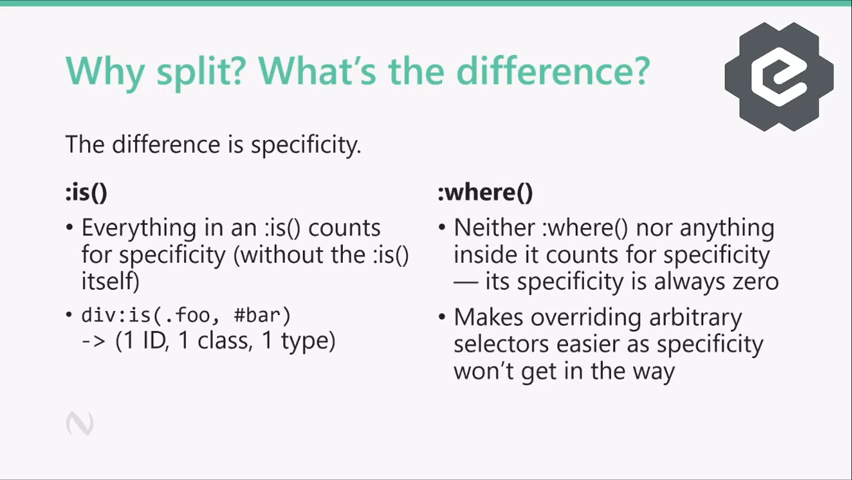 Why split? What’s the difference?
The difference is specificity.
:is()
• Everything in an :is() counts
for specificity (without the :is()
itself)
• div:is(.foo, #bar)
-> (1 ID, 1 class, 1 type)
:where()
• Neither :where() nor anything
inside it counts for specificity
— its specificity is always zero
• Makes overriding arbitrary
selectors easier as specificity
won’t get in the way